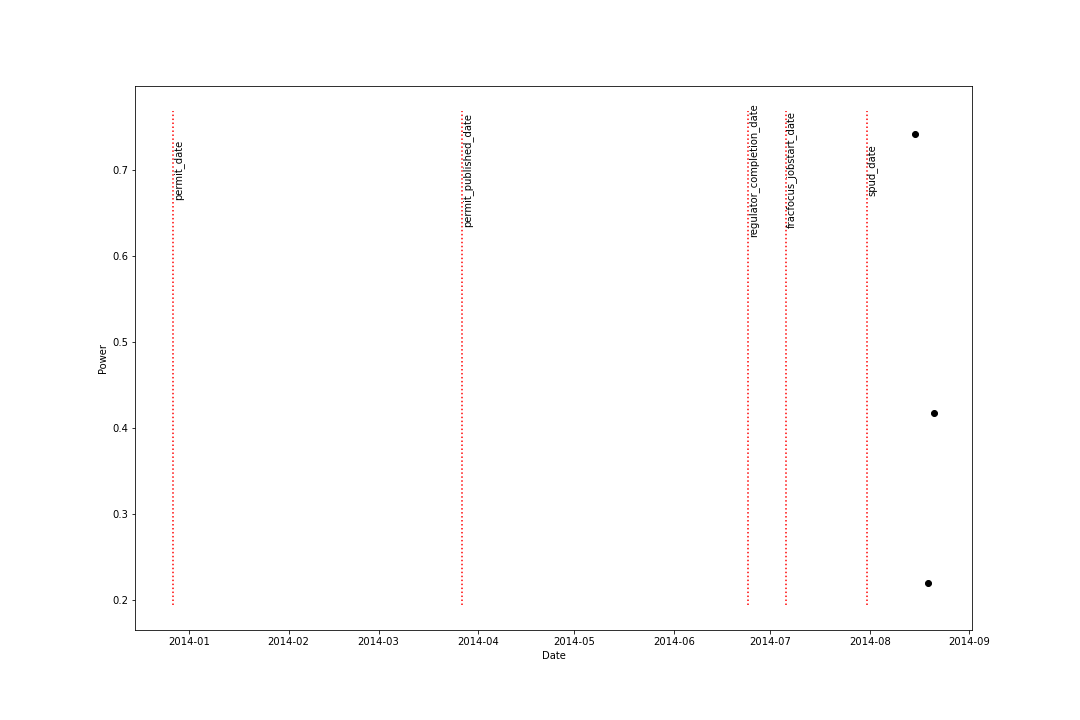 permit_date
permit_published_date
regulator_completion_date
fracfocus_jobstart_date
spud_date
0.7
0.6
0.5
0.4
0.3
0.2
Power
2014-01 2014-02 2014-03 2014-04 2014-05 2014-06 2014-07 2014-08 2014-09
Date